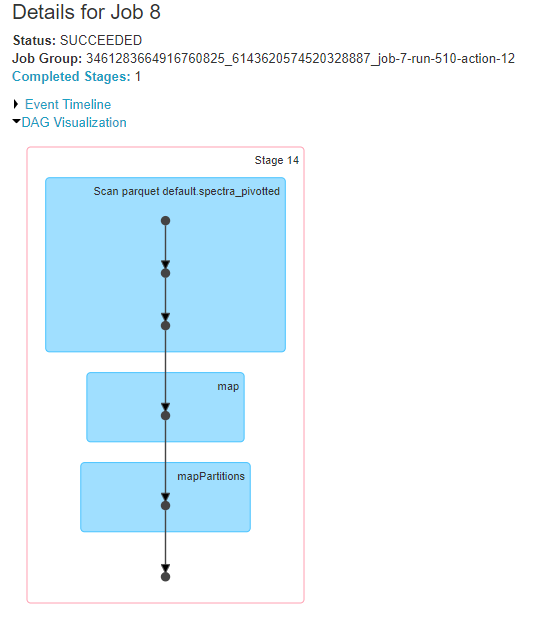 Details for Job 8
Status: SUCCEEDED
Job Group: 3461283664916760825_6143620574520328887_job-7-run-510-action-12
Completed Stages: 1
Event Timeline
DAG Visualization
Stage 14
Scan parquet default.spectra_pivotted
map
mapPartitions